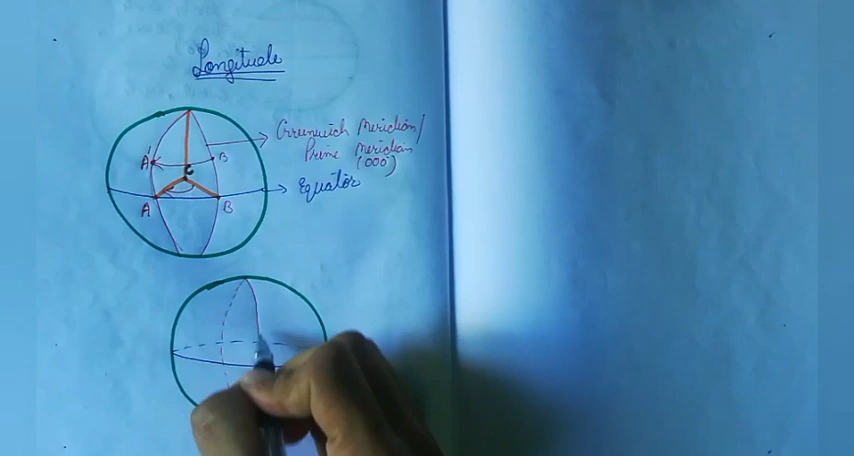 Longitude
Greenwich Meridian/
Prime Meridian
(000°)
A' B
C
Equator
A B